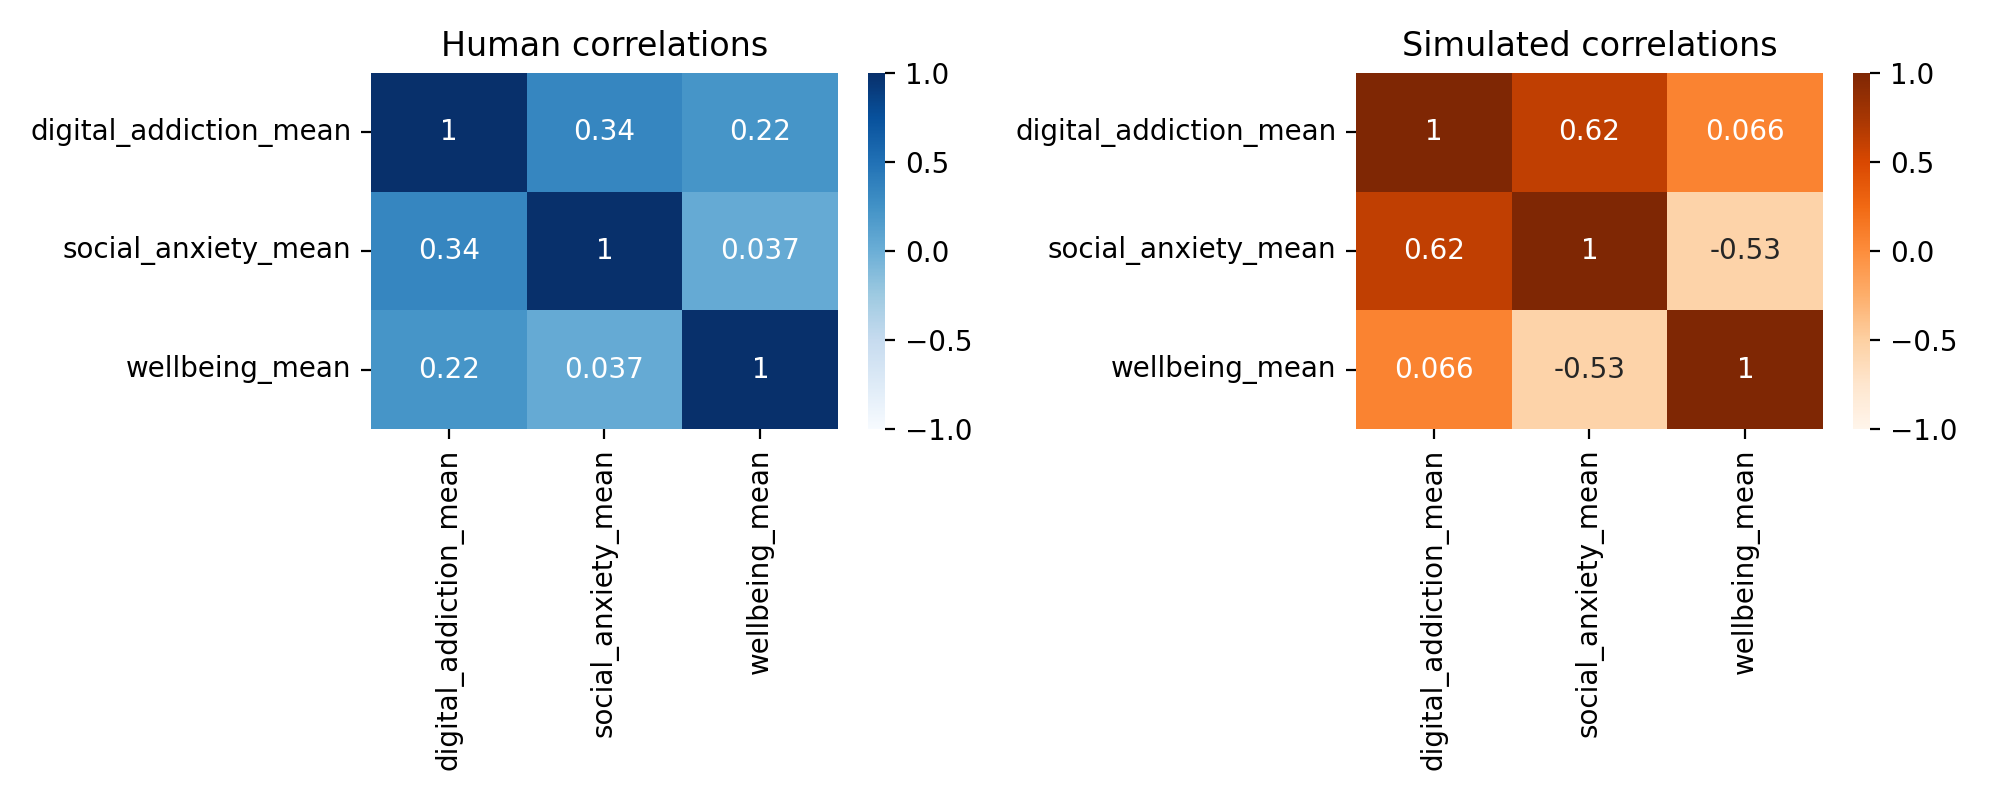 Human correlations
digital_addiction_mean 1 0.34 0.22
social_anxiety_mean 0.34 1 0.037
wellbeing_mean 0.22 0.037 1
digital_addiction_mean
social_anxiety_mean
wellbeing_mean
1.0
0.5
0.0
−0.5
−1.0
Simulated correlations
digital_addiction_mean 1 0.62 0.066
social_anxiety_mean 0.62 1 -0.53
wellbeing_mean 0.066 -0.53 1
digital_addiction_mean
social_anxiety_mean
wellbeing_mean
1.0
0.5
0.0
−0.5
−1.0